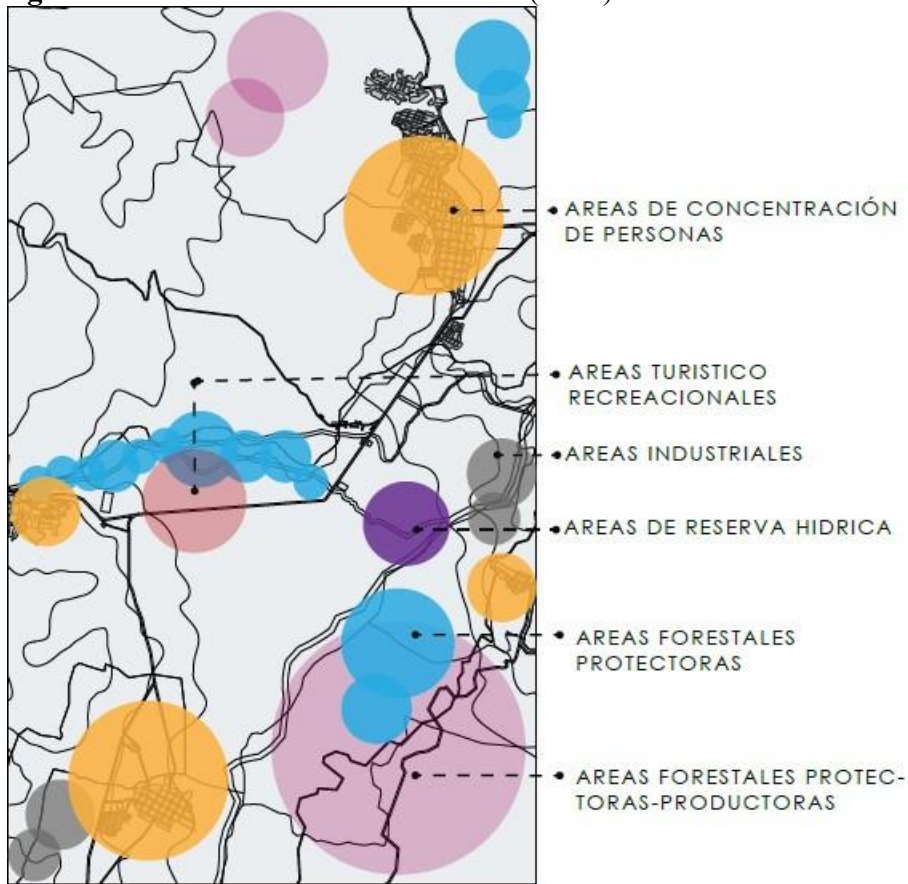 AREAS DE CONCENTRACIÓN
DE PERSONAS
AREAS TURISTICO
RECREACIONALES
AREAS INDUSTRIALES
AREAS DE RESERVA HIDRICA
AREAS FORESTALES
PROTECTORAS
AREAS FORESTALES PROTEC-
TORAS-PRODUCTORAS